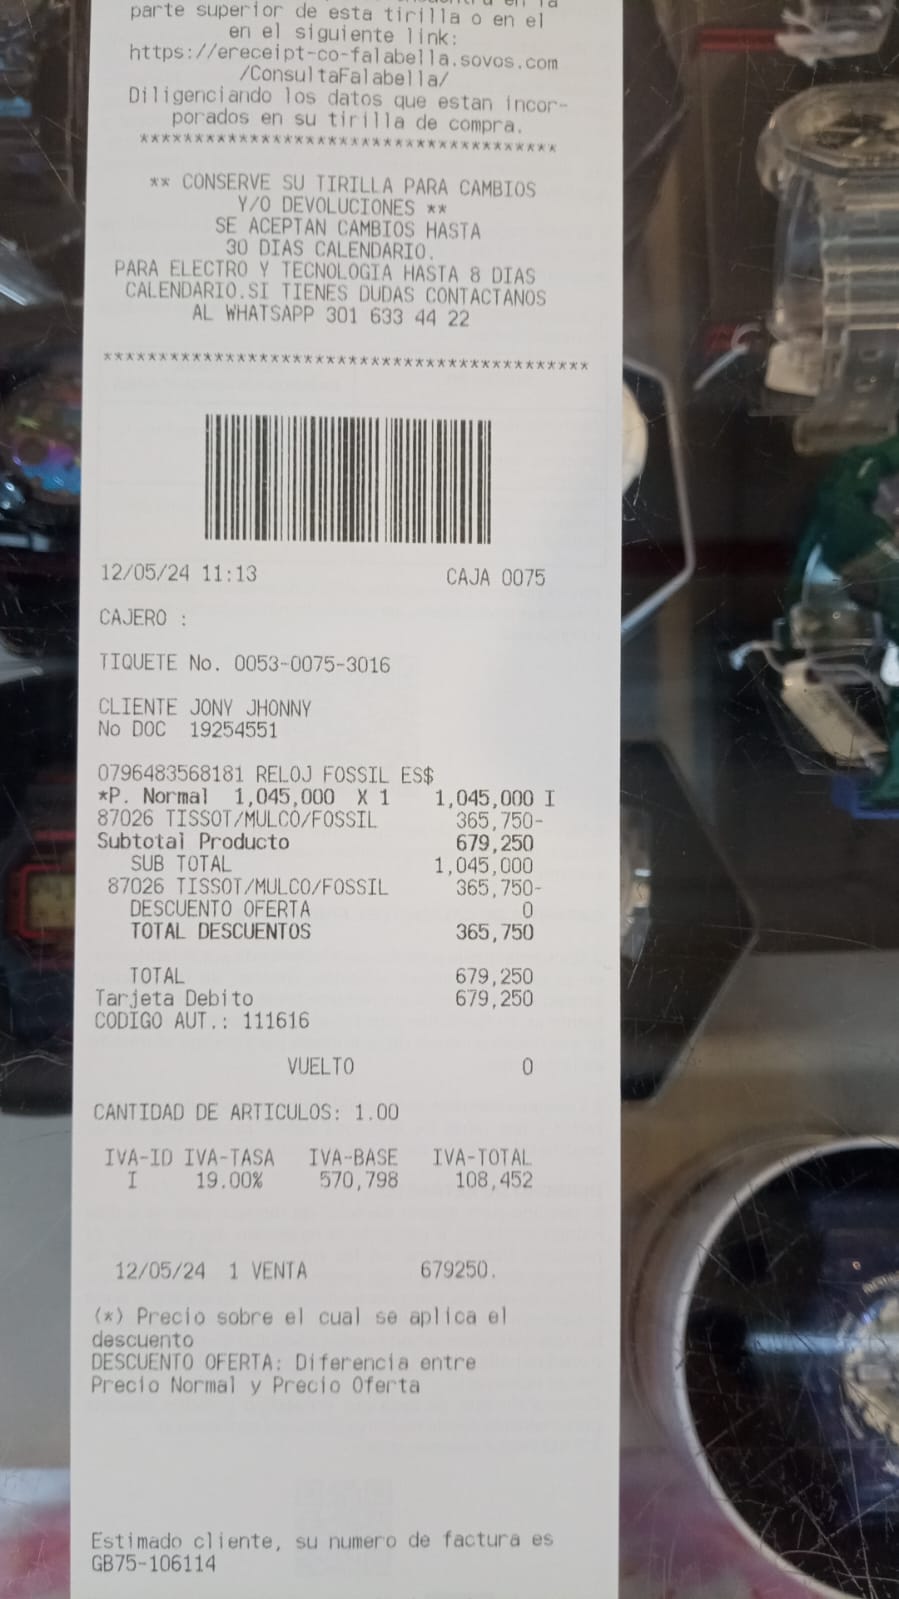 parte superior de esta tirilla o en el
en el siguiente link:
https://ereceipt-co-falabella.sovos.com
/ConsultaFalabella/
Diligenciando los datos que estan incor-
porados en su tirilla de compra.
**************************************
** CONSERVE SU TIRILLA PARA CAMBIOS
Y/O DEVOLUCIONES **
SE ACEPTAN CAMBIOS HASTA
30 DIAS CALENDARIO.
PARA ELECTRO Y TECNOLOGIA HASTA 8 DIAS
CALENDARIO.SI TIENES DUDAS CONTACTANOS
AL WHATSAPP 301 633 44 22
********************************************
12/05/24 11:13 CAJA 0075
CAJERO :
TIQUETE No. 0053-0075-3016
CLIENTE JONY JHONNY
No DOC 19254551
0796483568181 RELOJ FOSSIL ES$
*P. Normal 1,045,000 X 1 1,045,000 I
87026 TISSOT/MULCO/FOSSIL 365,750-
Subtotal Producto 679,250
SUB TOTAL 1,045,000
87026 TISSOT/MULCO/FOSSIL 365,750-
DESCUENTO OFERTA 0
TOTAL DESCUENTOS 365,750
TOTAL 679,250
Tarjeta Debito 679,250
CODIGO AUT.: 111616
VUELTO 0
CANTIDAD DE ARTICULOS: 1.00
IVA-ID IVA-TASA IVA-BASE IVA-TOTAL
I 19.00% 570,798 108,452
12/05/24 1 VENTA 679250.
(*) Precio sobre el cual se aplica el
descuento
DESCUENTO OFERTA: Diferencia entre
Precio Normal y Precio Oferta
Estimado cliente, su numero de factura es
GB75-106114